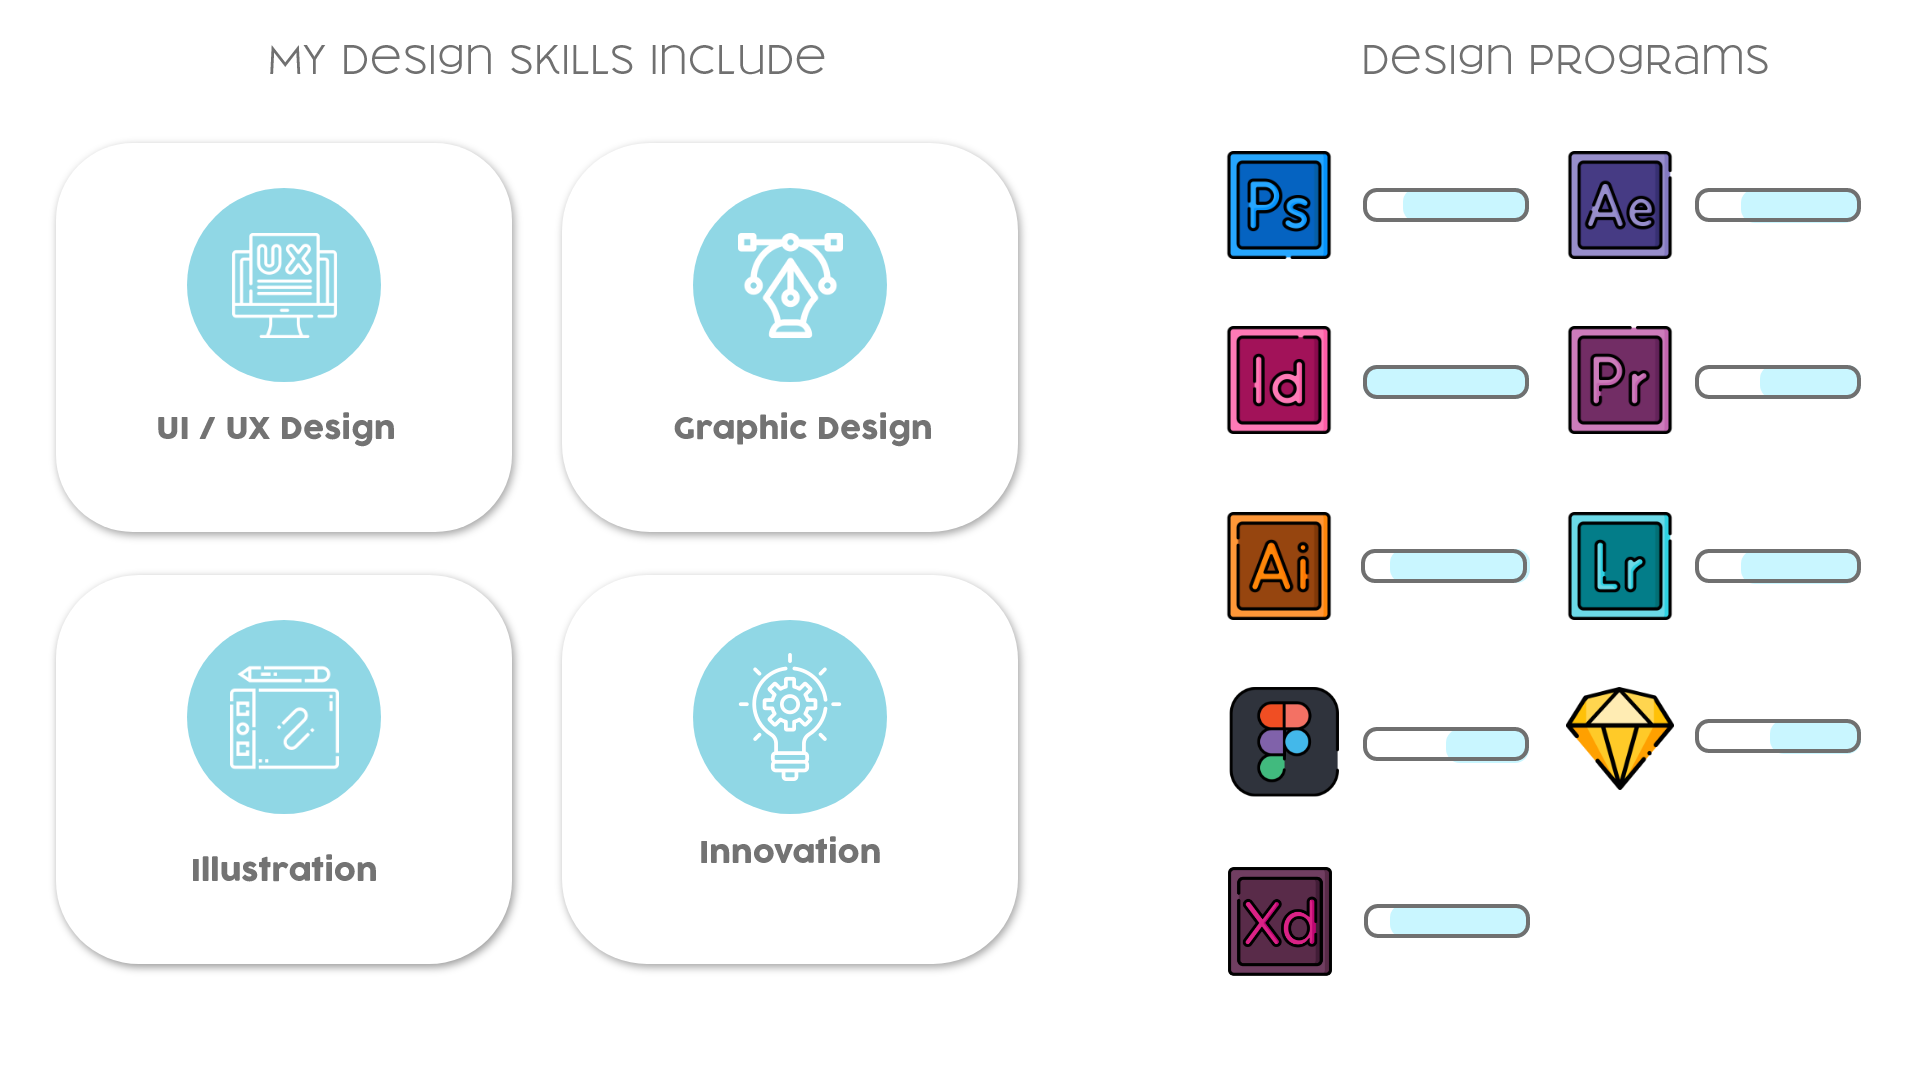 MY Design SKILLS INCLUDE
UX
UI / UX Design
Graphic Design
Illustration
Innovation
Design PROgRamS
Ps
Ae
Id
Pr
Ai
Lr
Xd